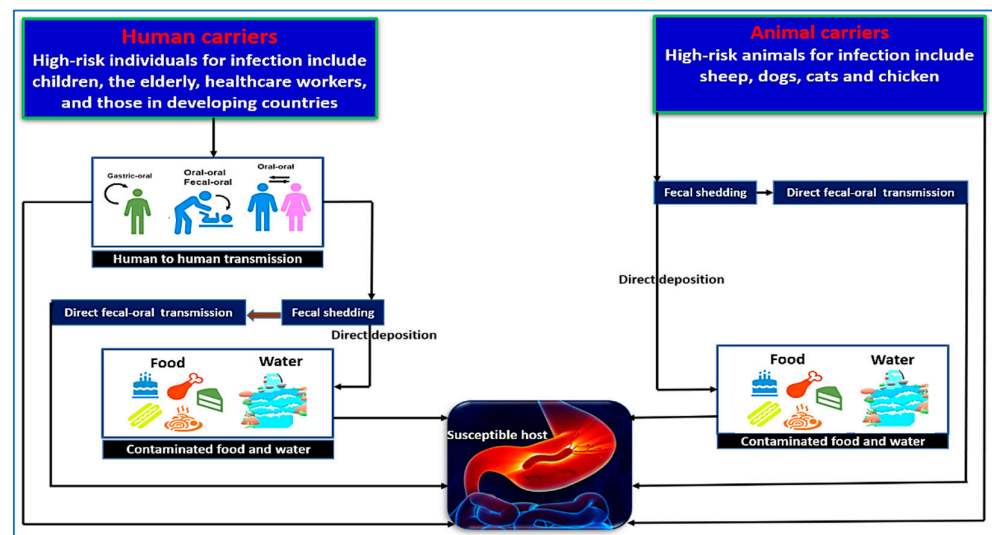 Human carriers
High-risk individuals for infection include
children, the elderly, healthcare workers,
and those in developing countries
Animal carriers
High-risk animals for infection include
sheep, dogs, cats and chicken
Gastric-oral
Oral-oral
Fecal-oral
Oral-oral
Human to human transmission
Fecal shedding
Direct fecal-oral transmission
Direct deposition
Direct fecal-oral transmission
Fecal shedding
Direct deposition
Food
Water
Contaminated food and water
Susceptible host
Food
Water
Contaminated food and water